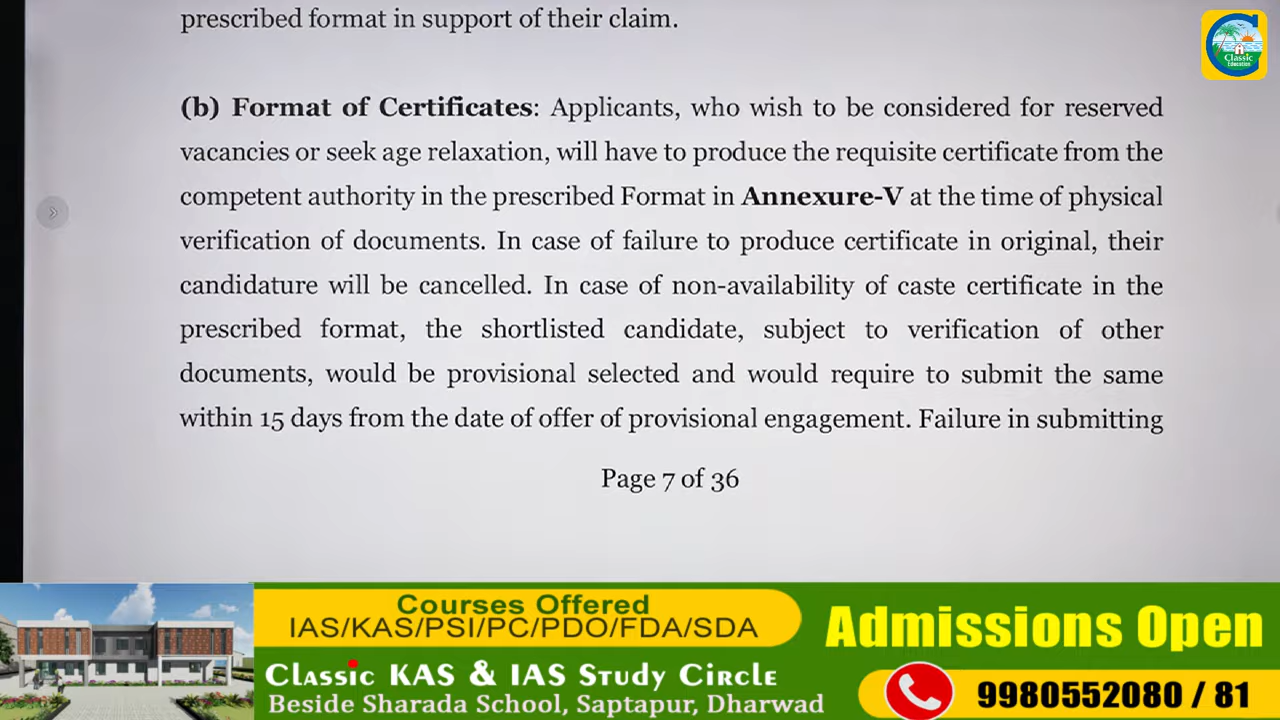 prescribed format in support of their claim.
Classic
Education
(b) Format of Certificates: Applicants, who wish to be considered for reserved
vacancies or seek age relaxation, will have to produce the requisite certificate from the
competent authority in the prescribed Format in Annexure-V at the time of physical
verification of documents. In case of failure to produce certificate in original, their
candidature will be cancelled. In case of non-availability of caste certificate in the
prescribed format, the shortlisted candidate, subject to verification of other
documents, would be provisional selected and would require to submit the same
within 15 days from the date of offer of provisional engagement. Failure in submitting
Page 7 of 36
Courses Offered
IAS/KAS/PSI/PC/PDO/FDA/SDA
Classic KAS & IAS Study Circle
Beside Sharada School, Saptapur, Dharwad
Admissions Open
9980552080 / 81